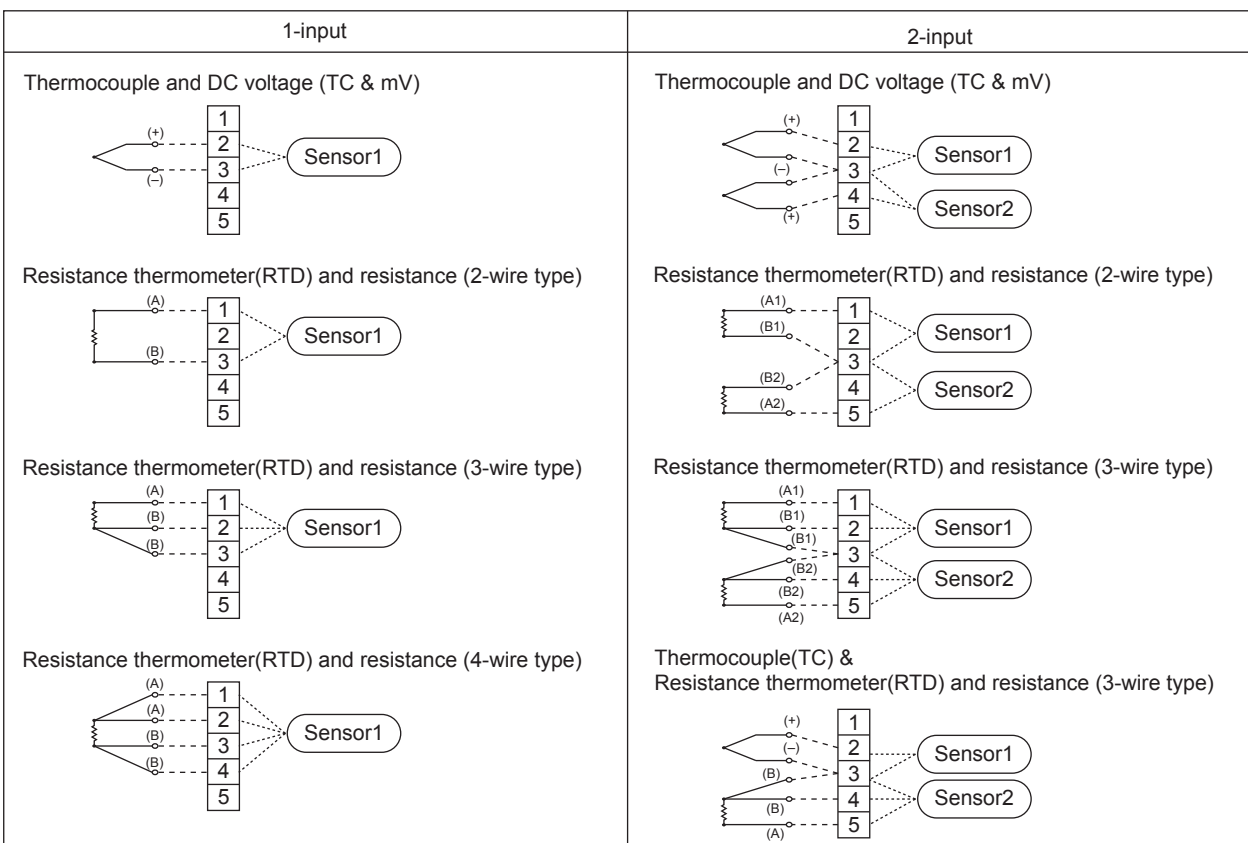 1-input
Thermocouple and DC voltage (TC & mV)
(+)
(–)
1
2
3
4
5
Sensor1
Resistance thermometer(RTD) and resistance (2-wire type)
(A)
(B)
1
2
3
4
5
Sensor1
Resistance thermometer(RTD) and resistance (3-wire type)
(A)
(B)
(B)
1
2
3
4
5
Sensor1
Resistance thermometer(RTD) and resistance (4-wire type)
(A)
(A)
(B)
(B)
1
2
3
4
5
Sensor1
2-input
Thermocouple and DC voltage (TC & mV)
(+)
(–)
(+)
1
2
3
4
5
Sensor1
Sensor2
Resistance thermometer(RTD) and resistance (2-wire type)
(A1)
(B1)
(B2)
(A2)
1
2
3
4
5
Sensor1
Sensor2
Resistance thermometer(RTD) and resistance (3-wire type)
(A1)
(B1)
(B1)
(B2)
(B2)
(A2)
1
2
3
4
5
Sensor1
Sensor2
Thermocouple(TC) &
Resistance thermometer(RTD) and resistance (3-wire type)
(+)
(–)
(B)
(B)
(A)
1
2
3
4
5
Sensor1
Sensor2